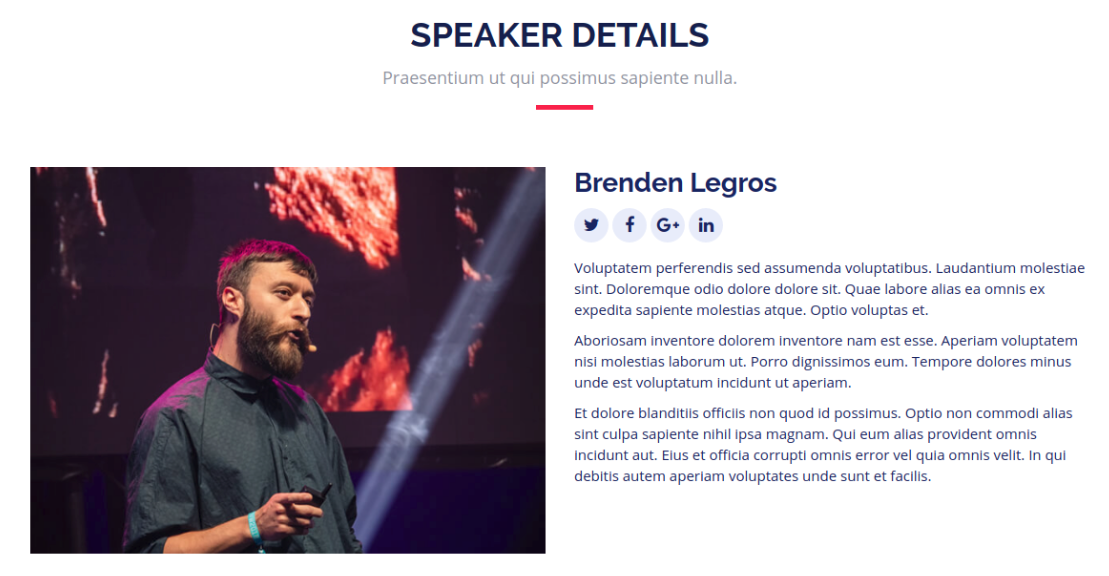 SPEAKER DETAILS
Praesentium ut qui possimus sapiente nulla.
Brenden Legros
G+ in
Voluptatem perferendis sed assumenda voluptatibus. Laudantium molestiae
sint. Doloremque odio dolore dolore sit. Quae labore alias ea omnis ex
expedita sapiente molestias atque. Optio voluptas et.
Aboriosam inventore dolorem inventore nam est esse. Aperiam voluptatem
nisi molestias laborum ut. Porro dignissimos eum. Tempore dolores minus
unde est voluptatum incidunt ut aperiam.
Et dolore blanditiis officiis non quod id possimus. Optio non commodi alias
sint culpa sapiente nihil ipsa magnam. Qui eum alias provident omnis
incidunt aut. Eius et officia corrupti omnis error vel quia omnis velit. In qui
debitis autem aperiam voluptates unde sunt et facilis.